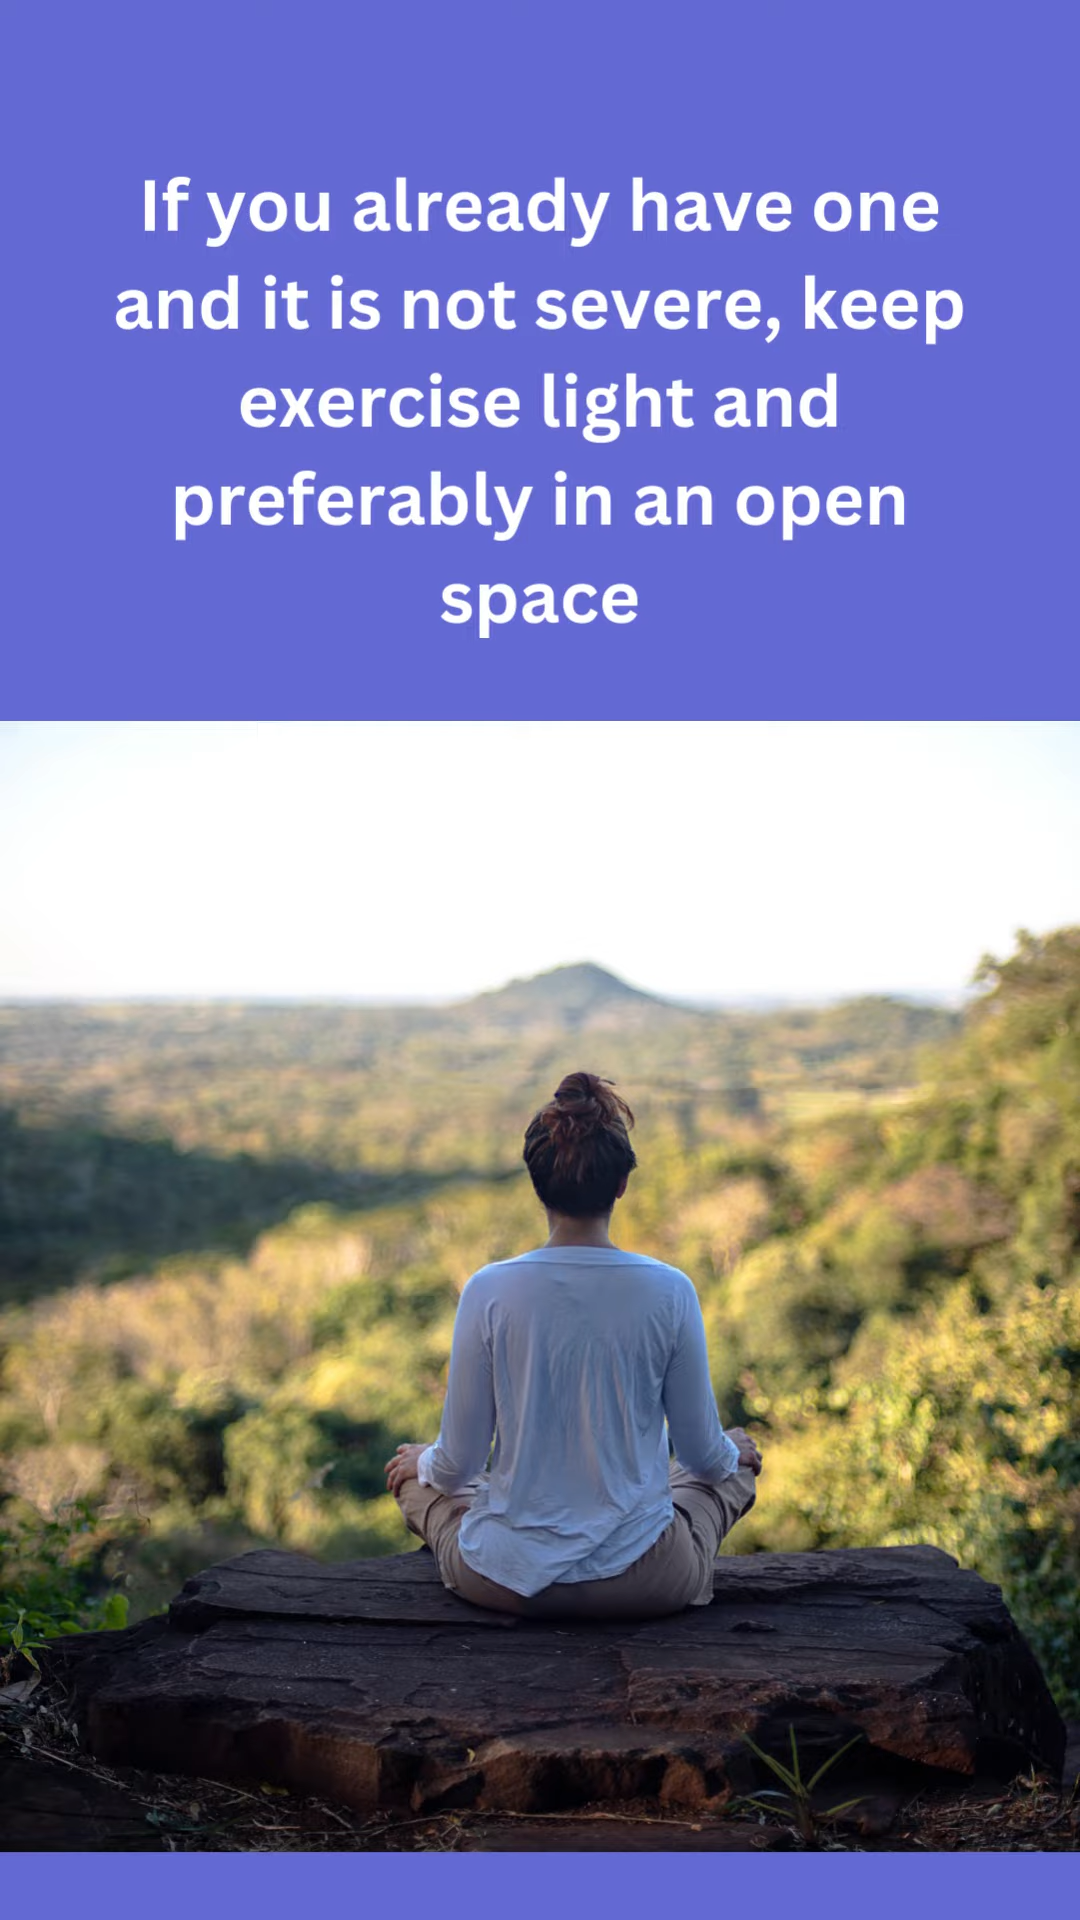 If you already have one
and it is not severe, keep
exercise light and
preferably in an open
space